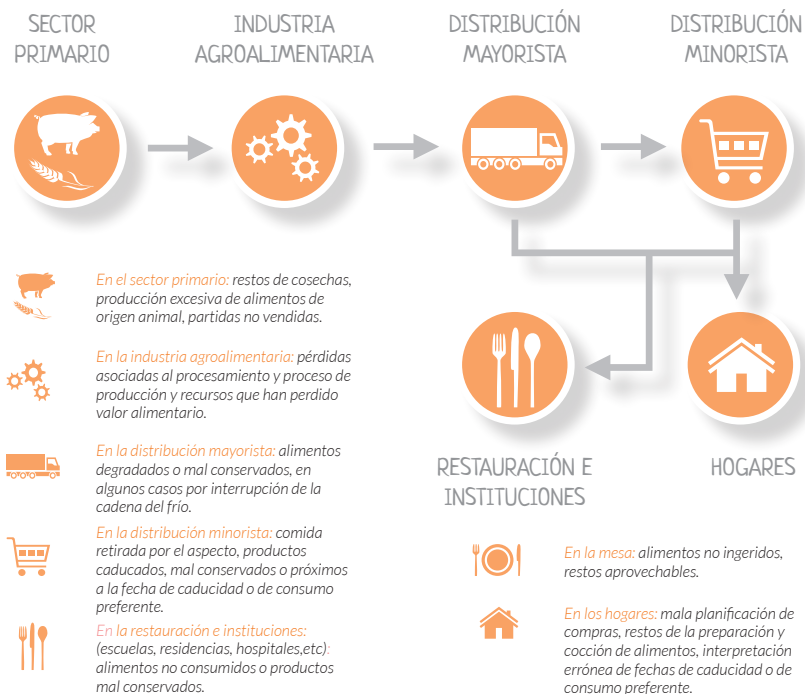 SECTOR
PRIMARIO
INDUSTRIA
AGROALIMENTARIA
DISTRIBUCIÓN
MAYORISTA
DISTRIBUCIÓN
MINORISTA
En el sector primario: restos de cosechas,
producción excesiva de alimentos de
origen animal, partidas no vendidas.
En la industria agroalimentaria: pérdidas
asociadas al procesamiento y proceso de
producción y recursos que han perdido
valor alimentario.
En la distribución mayorista: alimentos
degradados o mal conservados, en
algunos casos por interrupción de la
cadena del frío.
En la distribución minorista: comida
retirada por el aspecto, productos
caducados, mal conservados o próximos
a la fecha de caducidad o de consumo
preferente.
En la restauración e instituciones:
(escuelas, residencias, hospitales,etc):
alimentos no consumidos o productos
mal conservados.
RESTAURACIÓN E
INSTITUCIONES
HOGARES
En la mesa: alimentos no ingeridos,
restos aprovechables.
En los hogares: mala planificación de
compras, restos de la preparación y
cocción de alimentos, interpretación
errónea de fechas de caducidad o de
consumo preferente.